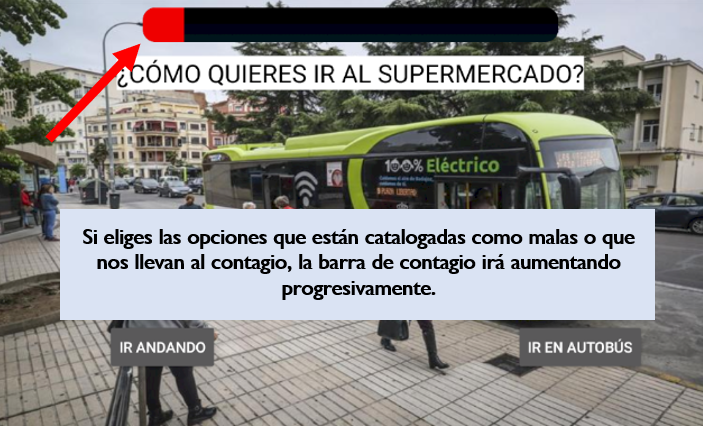 ¿CÓMO QUIERES IR AL SUPERMERCADO?
100% Eléctrico
Si eliges las opciones que están catalogadas como malas o que
nos llevan al contagio, la barra de contagio irá aumentando
progresivamente.
IR ANDANDO
IR EN AUTOBÚS